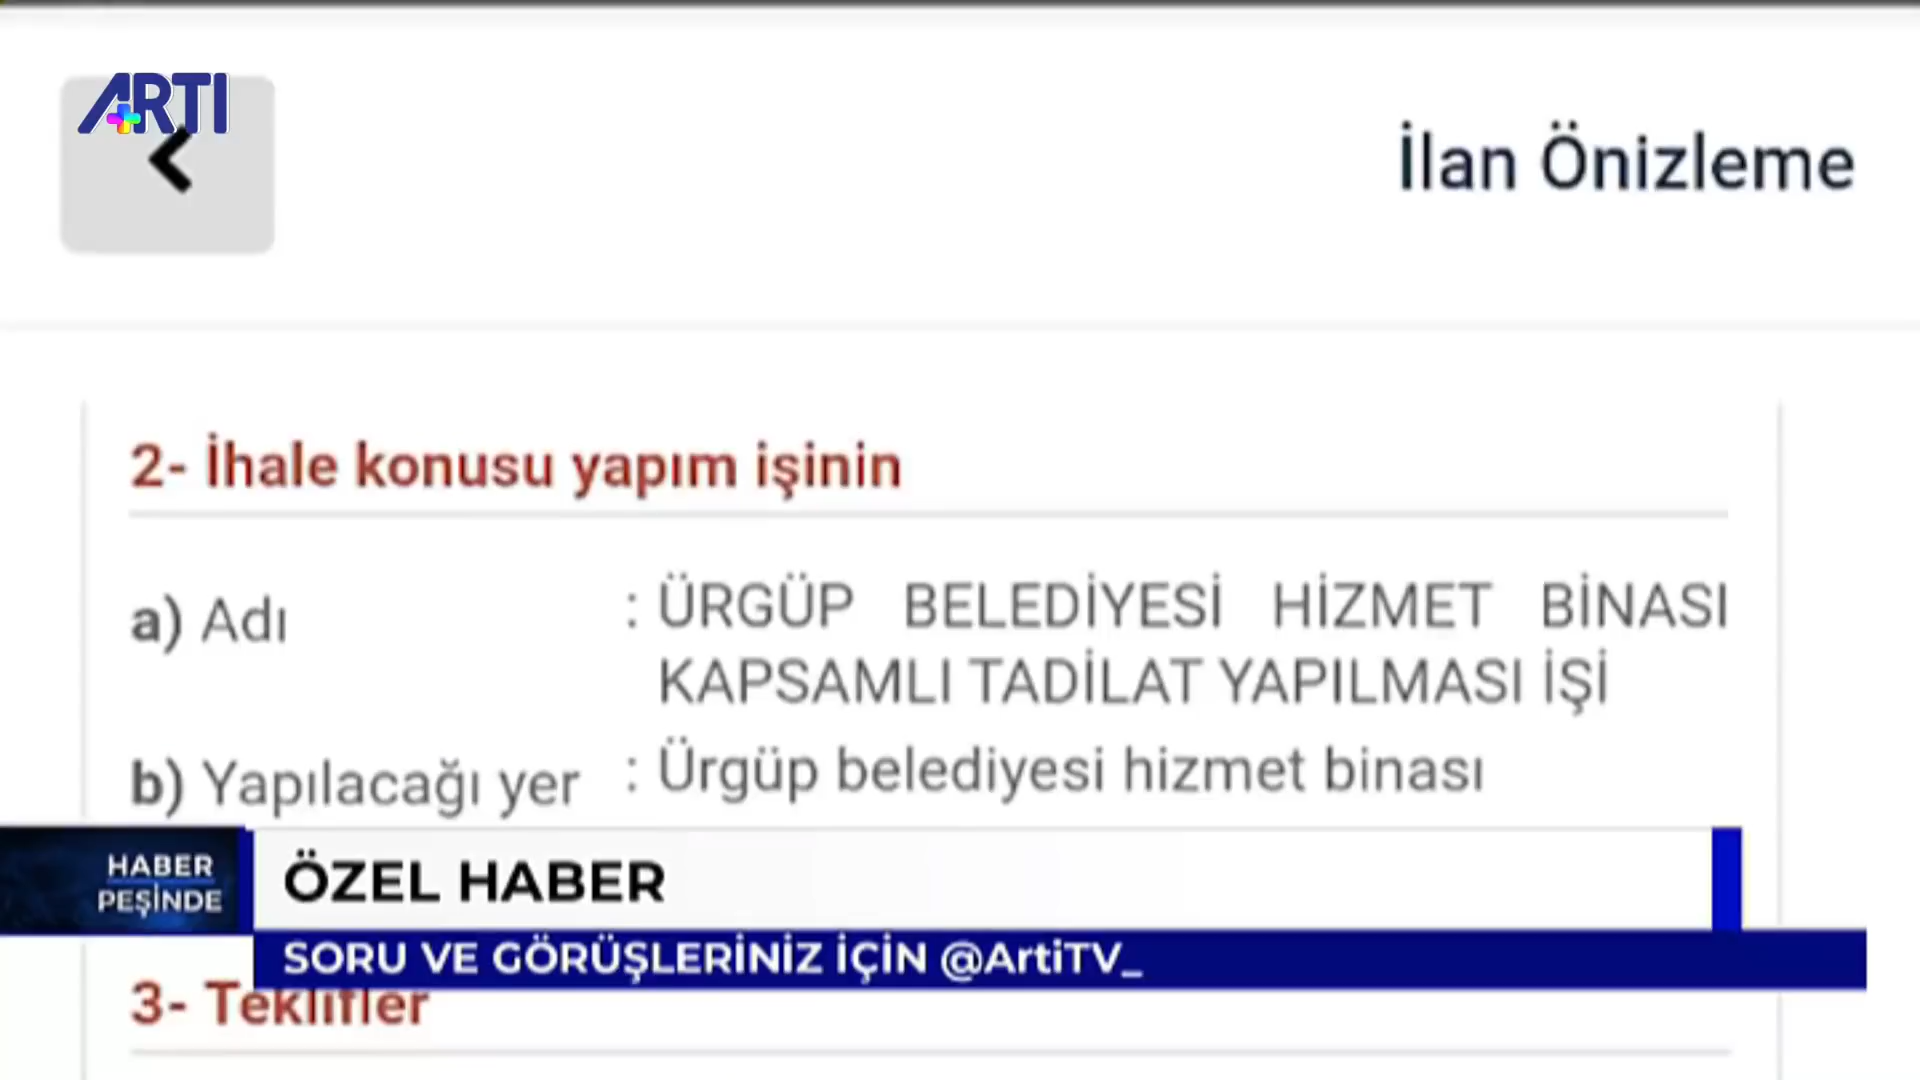 ARTI
İlan Önizleme
2- İhale konusu yapım işinin
a) Adı : ÜRGÜP BELEDİYESİ HİZMET BİNASI
KAPSAMLI TADİLAT YAPILMASI İŞİ
b) Yapılacağı yer : Ürgüp belediyesi hizmet binası
HABER
PEŞİNDE
ÖZEL HABER
SORU VE GÖRÜŞLERİNİZ İÇİN @ArtiTV_
3- Teklifler